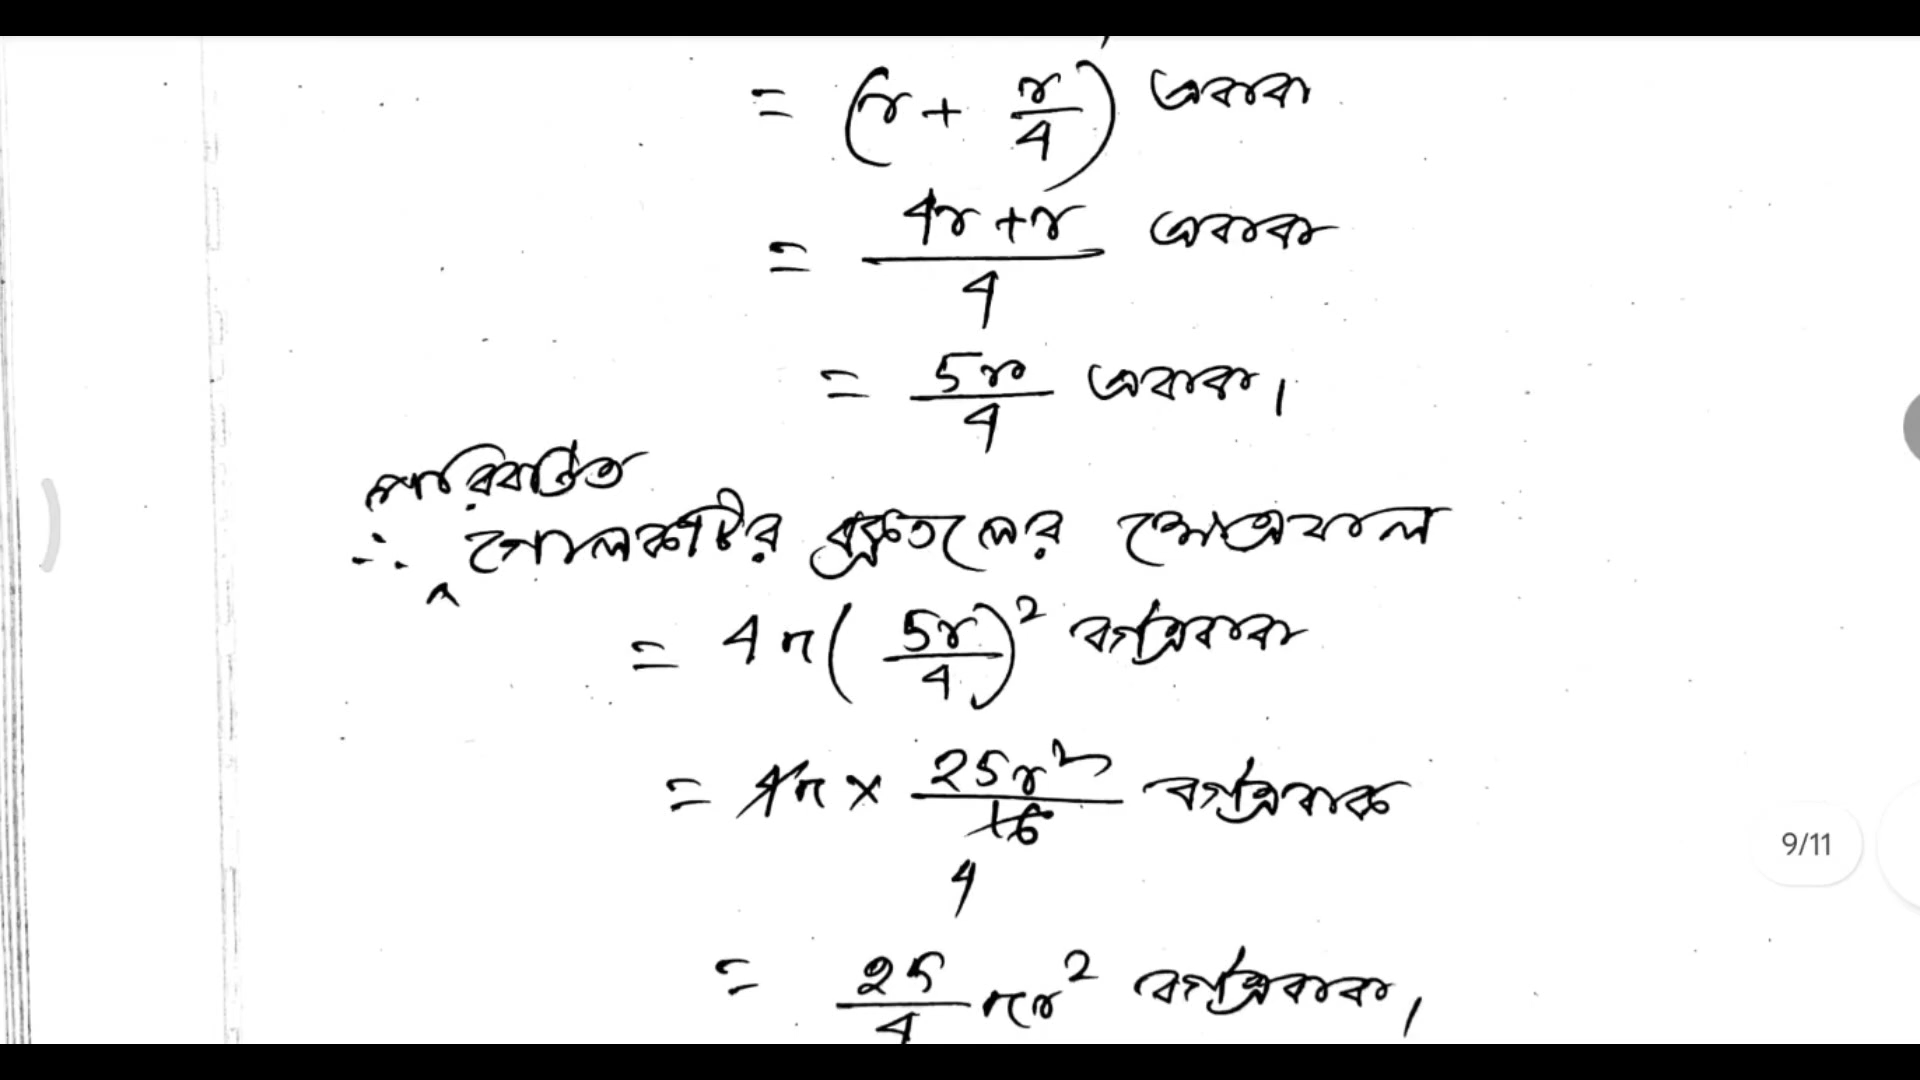 = (r + r/4) একক
= (4r + r)/4 একক
= 5r/4 একক।
পরিবর্তিত
∴ ^ গোলকটির বক্রতলের ক্ষেত্রফল
= 4π(5r/4)² বর্গএকক
= 4π × 25r²/16 বর্গএকক
4
= 25/4 πr² বর্গএকক।
9/11